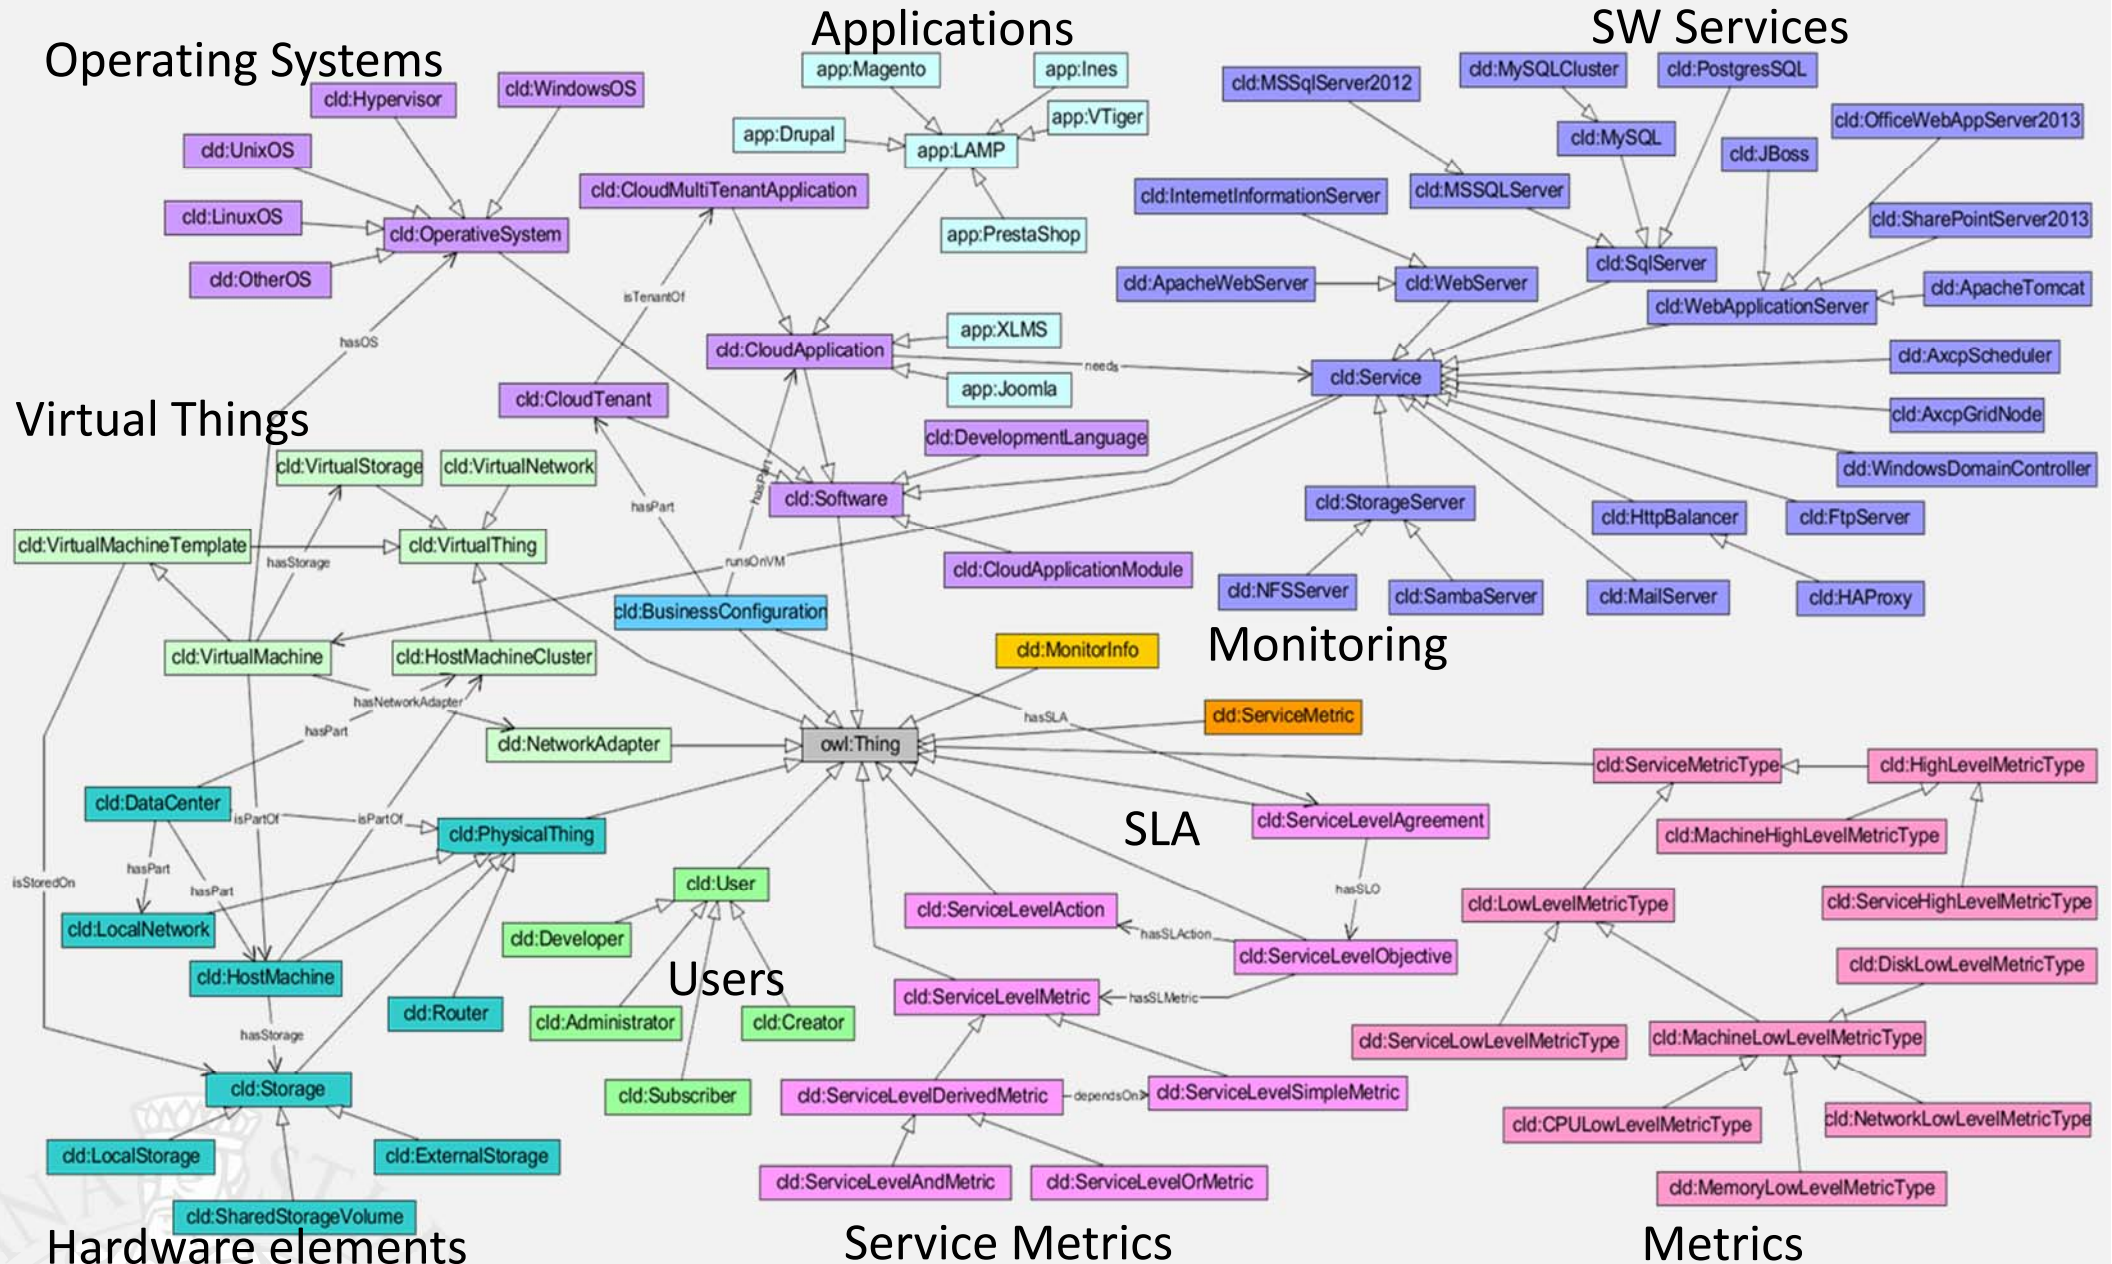 Operating Systems
Applications
SW Services
cld:Hypervisor
cld:WindowsOS
cld:UnixOS
cld:LinuxOS
cld:OtherOS
cld:OperativeSystem
app:Magento
app:Ines
app:VTiger
app:Drupal
app:LAMP
app:PrestaShop
cld:CloudMultiTenantApplication
isTenantOf
cld:CloudApplication
app:XLMS
app:Joomla
needs
cld:MSSqlServer2012
cld:MySQLCluster
cld:PostgresSQL
cld:OfficeWebAppServer2013
cld:MySQL
cld:JBoss
cld:MSSQLServer
cld:InternetInformationServer
cld:SharePointServer2013
cld:SqlServer
cld:ApacheWebServer
cld:WebServer
cld:WebApplicationServer
cld:ApacheTomcat
cld:Service
cld:AxcpScheduler
cld:AxcpGridNode
cld:WindowsDomainController
cld:StorageServer
cld:HttpBalancer
cld:FtpServer
cld:NFSServer
cld:SambaServer
cld:MailServer
cld:HAProxy
hasOS
Virtual Things
cld:CloudTenant
cld:DevelopmentLanguage
cld:Software
cld:CloudApplicationModule
hasPart
hasPart
runsOnVM
cld:VirtualStorage
cld:VirtualNetwork
cld:VirtualMachineTemplate
cld:VirtualThing
hasStorage
cld:BusinessConfiguration
cld:VirtualMachine
cld:HostMachineCluster
hasNetworkAdapter
hasPart
cld:NetworkAdapter
owl:Thing
Monitoring
cld:MonitorInfo
cld:ServiceMetric
hasSLA
cld:DataCenter
isPartOf
isPartOf
cld:PhysicalThing
hasPart
hasPart
isStoredOn
cld:LocalNetwork
cld:HostMachine
cld:Router
hasStorage
cld:Storage
cld:LocalStorage
cld:ExternalStorage
cld:SharedStorageVolume
Hardware elements
cld:User
cld:Developer
Users
cld:Administrator
cld:Creator
cld:Subscriber
SLA
cld:ServiceLevelAgreement
hasSLO
cld:ServiceLevelAction
hasSLAction
cld:ServiceLevelObjective
cld:ServiceLevelMetric
hasSLMetric
cld:ServiceLevelDerivedMetric
dependsOn
cld:ServiceLevelSimpleMetric
cld:ServiceLevelAndMetric
cld:ServiceLevelOrMetric
Service Metrics
cld:ServiceMetricType
cld:HighLevelMetricType
cld:MachineHighLevelMetricType
cld:LowLevelMetricType
cld:ServiceHighLevelMetricType
cld:DiskLowLevelMetricType
cld:ServiceLowLevelMetricType
cld:MachineLowLevelMetricType
cld:CPULowLevelMetricType
cld:NetworkLowLevelMetricType
cld:MemoryLowLevelMetricType
Metrics